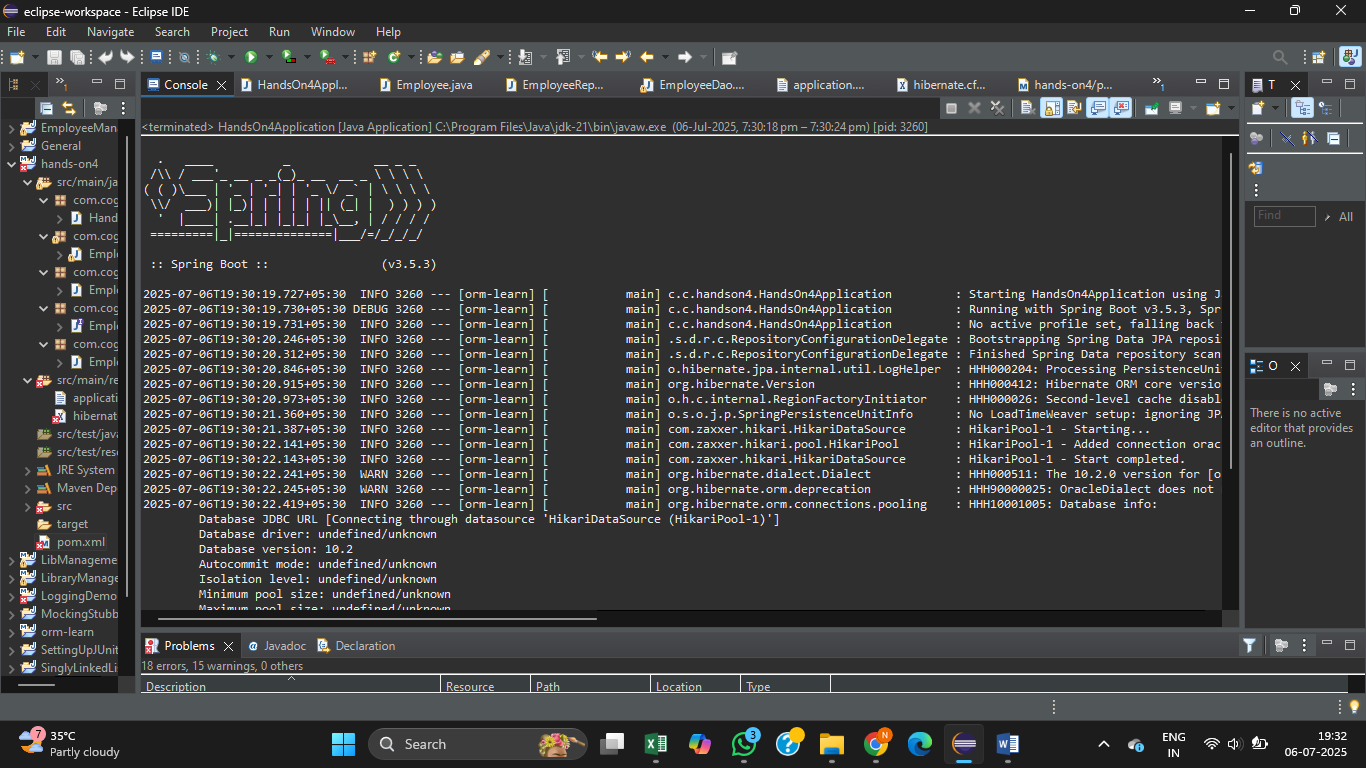 eclipse-workspace - Eclipse IDE
File Edit Navigate Search Project Run Window Help
Console HandsOn4Appl... Employee.java EmployeeRep... EmployeeDao.... application.... hibernate.cf... hands-on4/p... T
<terminated> HandsOn4Application [Java Application] C:\Program Files\Java\jdk-21\bin\javaw.exe (06-Jul-2025, 7:30:18 pm – 7:30:24 pm) [pid: 3260]
EmployeeMan
General
hands-on4
src/main/ja
com.cog
Hand
com.cog
Emplo
com.cog
Emplo
com.cog
Emplo
com.cog
Emplo
src/main/re
applicati
hibernat
src/test/java
src/test/reso
JRE System
Maven Dep
src
target
pom.xml
LibManageme
LibraryManage
LoggingDemo
MockingStubb
orm-learn
SettingUpJUnit
SinglyLinkedLi
Spring
:: Spring Boot :: (v3.5.3)
2025-07-06T19:30:19.727+05:30 INFO 3260 --- [orm-learn] [ main] c.c.handson4.HandsOn4Application : Starting HandsOn4Application using J
2025-07-06T19:30:19.730+05:30 DEBUG 3260 --- [orm-learn] [ main] c.c.handson4.HandsOn4Application : Running with Spring Boot v3.5.3, Spr
2025-07-06T19:30:19.731+05:30 INFO 3260 --- [orm-learn] [ main] c.c.handson4.HandsOn4Application : No active profile set, falling back
2025-07-06T19:30:20.246+05:30 INFO 3260 --- [orm-learn] [ main] .s.d.r.c.RepositoryConfigurationDelegate : Bootstrapping Spring Data JPA reposi
2025-07-06T19:30:20.312+05:30 INFO 3260 --- [orm-learn] [ main] .s.d.r.c.RepositoryConfigurationDelegate : Finished Spring Data repository scan
2025-07-06T19:30:20.846+05:30 INFO 3260 --- [orm-learn] [ main] o.hibernate.jpa.internal.util.LogHelper : HHH000204: Processing PersistenceUni
2025-07-06T19:30:20.915+05:30 INFO 3260 --- [orm-learn] [ main] org.hibernate.Version : HHH000412: Hibernate ORM core versio
2025-07-06T19:30:20.973+05:30 INFO 3260 --- [orm-learn] [ main] o.h.c.internal.RegionFactoryInitiator : HHH000026: Second-level cache disabl
2025-07-06T19:30:21.360+05:30 INFO 3260 --- [orm-learn] [ main] o.s.o.j.p.SpringPersistenceUnitInfo : No LoadTimeWeaver setup: ignoring JP
2025-07-06T19:30:21.387+05:30 INFO 3260 --- [orm-learn] [ main] com.zaxxer.hikari.HikariDataSource : HikariPool-1 - Starting...
2025-07-06T19:30:22.141+05:30 INFO 3260 --- [orm-learn] [ main] com.zaxxer.hikari.pool.HikariPool : HikariPool-1 - Added connection orac
2025-07-06T19:30:22.143+05:30 INFO 3260 --- [orm-learn] [ main] com.zaxxer.hikari.HikariDataSource : HikariPool-1 - Start completed.
2025-07-06T19:30:22.241+05:30 WARN 3260 --- [orm-learn] [ main] org.hibernate.dialect.Dialect : HHH000511: The 10.2.0 version for [o
2025-07-06T19:30:22.245+05:30 WARN 3260 --- [orm-learn] [ main] org.hibernate.orm.deprecation : HHH90000025: OracleDialect does not
2025-07-06T19:30:22.419+05:30 INFO 3260 --- [orm-learn] [ main] org.hibernate.orm.connections.pooling : HHH10001005: Database info:
Database JDBC URL [Connecting through datasource 'HikariDataSource (HikariPool-1)']
Database driver: undefined/unknown
Database version: 10.2
Autocommit mode: undefined/unknown
Isolation level: undefined/unknown
Minimum pool size: undefined/unknown
Maximum pool size: undefined/unknown
Find All
O
There is no active
editor that provides
an outline.
Problems Javadoc Declaration
18 errors, 15 warnings, 0 others
Description Resource Path Location Type
7 35°C
Partly cloudy
Search
3
N
ENG
IN
19:32
06-07-2025